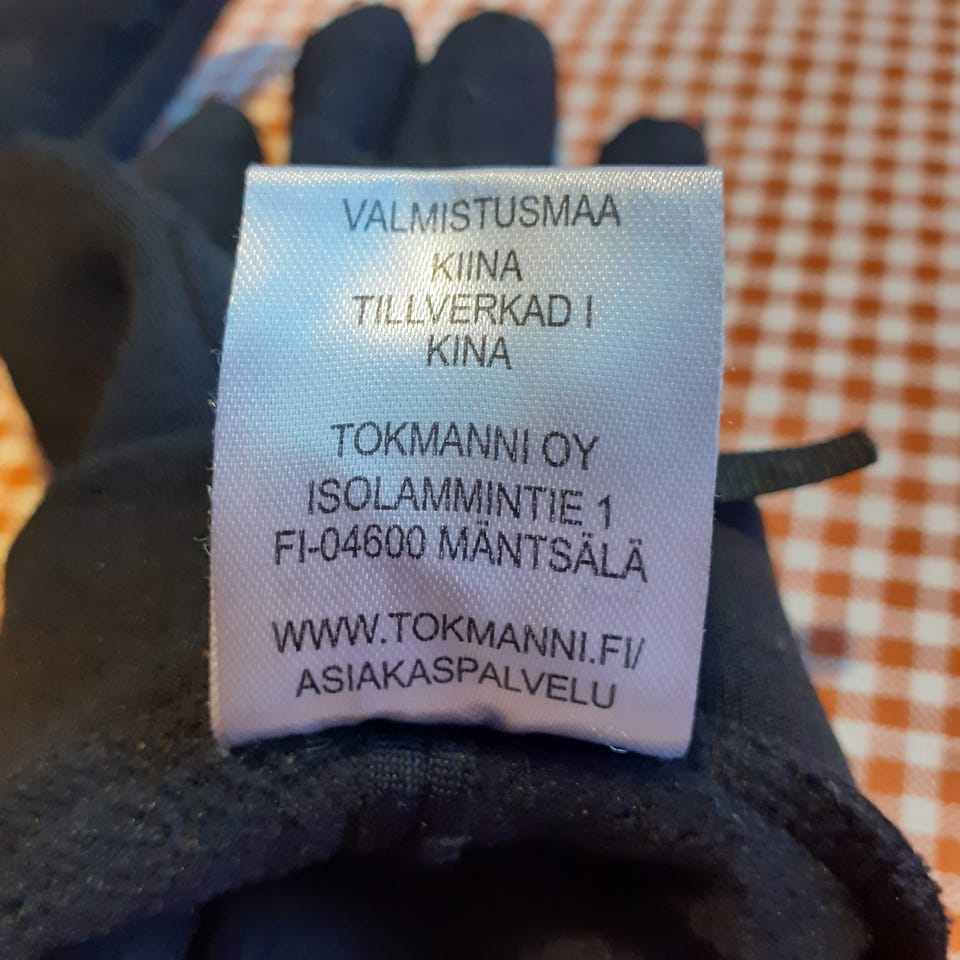 VALMISTUSMAA
KIINA
TILLVERKAD I
KINA
TOKMANNI OY
ISOLAMMINTIE 1
FI-04600 MÄNTSÄLÄ
WWW.TOKMANNI.FI/
ASIAKASPALVELU